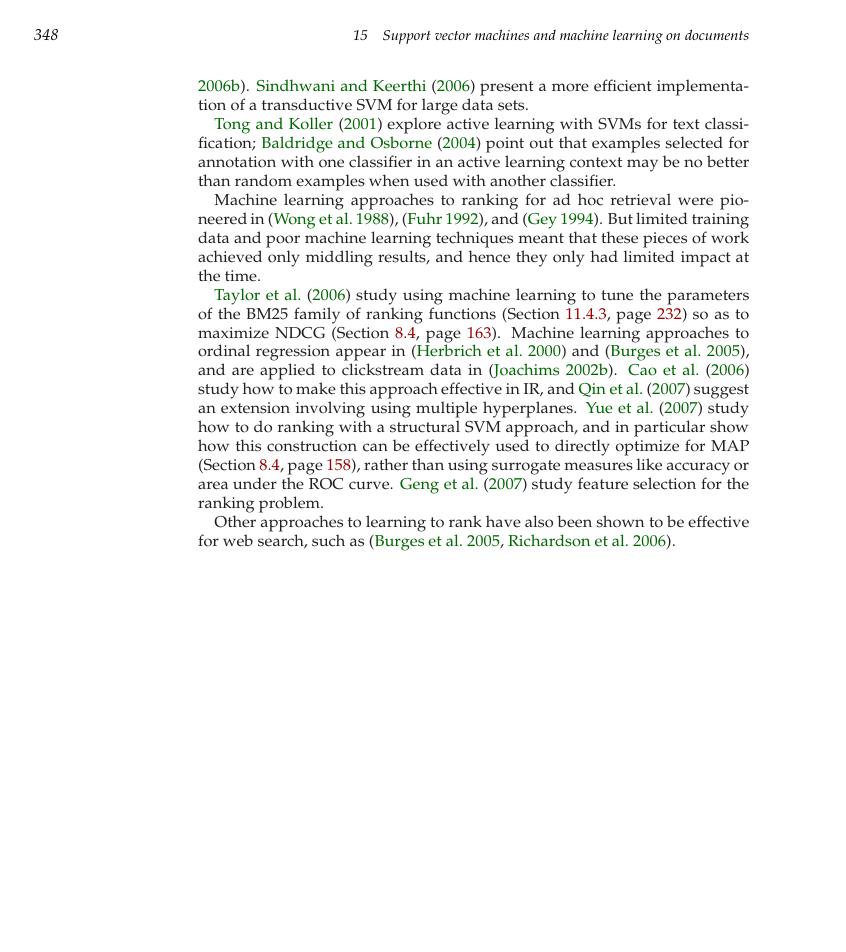 348
15 Support vector machines and machine learning on documents
2006b). Sindhwani and Keerthi (2006) present a more efficient implementa-
tion of a transductive SVM for large data sets.
Tong and Koller (2001) explore active learning with SVMs for text classi-
fication; Baldridge and Osborne (2004) point out that examples selected for
annotation with one classifier in an active learning context may be no better
than random examples when used with another classifier.
Machine learning approaches to ranking for ad hoc retrieval were pio-
neered in (Wong et al. 1988), (Fuhr 1992), and (Gey 1994). But limited training
data and poor machine learning techniques meant that these pieces of work
achieved only middling results, and hence they only had limited impact at
the time.
Taylor et al. (2006) study using machine learning to tune the parameters
of the BM25 family of ranking functions (Section 11.4.3, page 232) so as to
maximize NDCG (Section 8.4, page 163). Machine learning approaches to
ordinal regression appear in (Herbrich et al. 2000) and (Burges et al. 2005),
and are applied to clickstream data in (Joachims 2002b). Cao et al. (2006)
study how to make this approach effective in IR, and Qin et al. (2007) suggest
an extension involving using multiple hyperplanes. Yue et al. (2007) study
how to do ranking with a structural SVM approach, and in particular show
how this construction can be effectively used to directly optimize for MAP
(Section 8.4, page 158), rather than using surrogate measures like accuracy or
area under the ROC curve. Geng et al. (2007) study feature selection for the
ranking problem.
Other approaches to learning to rank have also been shown to be effective
for web search, such as (Burges et al. 2005, Richardson et al. 2006).